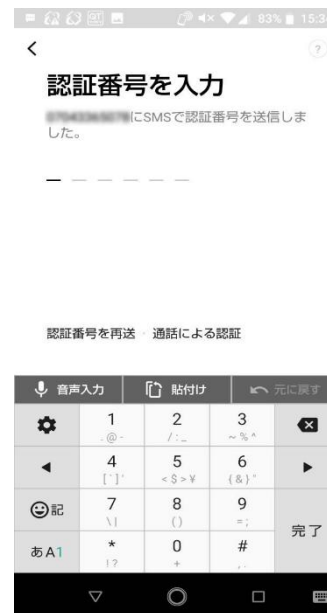 83% 15:3
認証番号を入力
にSMSで認証番号を送信しま
した。
認証番号を再送 · 通話による認証
音声入力 貼付け 元に戻す
1 2 3
.@- /:_ ~%^
4 5 6
[`]' <$>¥ {&}"
記 7 8 9
\| () =;
完了
あA1 * 0 #
!? + ,.